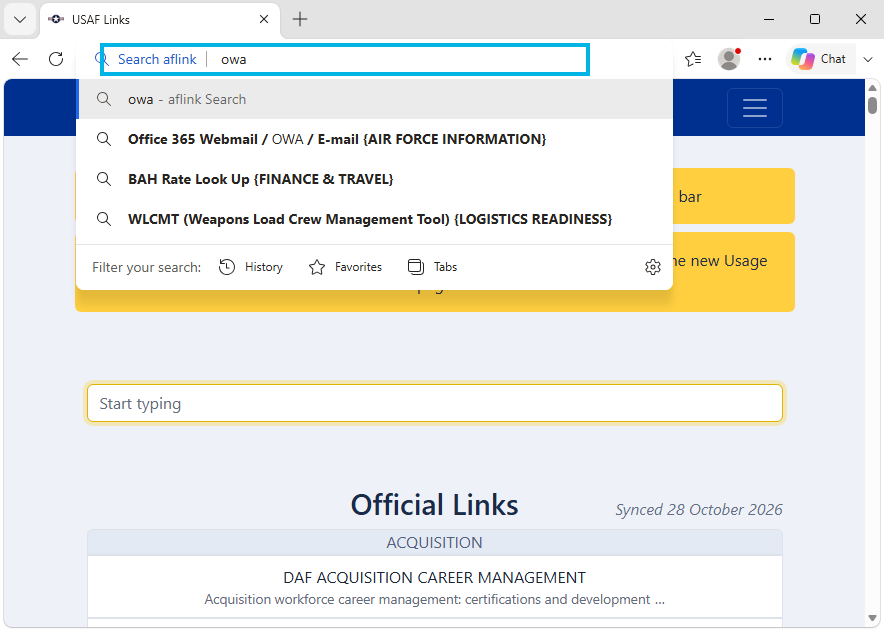 USAF Links
Search aflink owa
Chat
owa - aflink Search
Office 365 Webmail / OWA / E-mail {AIR FORCE INFORMATION}
BAH Rate Look Up {FINANCE & TRAVEL}
bar
WLCMT (Weapons Load Crew Management Tool) {LOGISTICS READINESS}
Filter your search: History Favorites Tabs
new Usage
Start typing
Official Links
Synced 28 October 2026
ACQUISITION
DAF ACQUISITION CAREER MANAGEMENT
Acquisition workforce career management: certifications and development ...